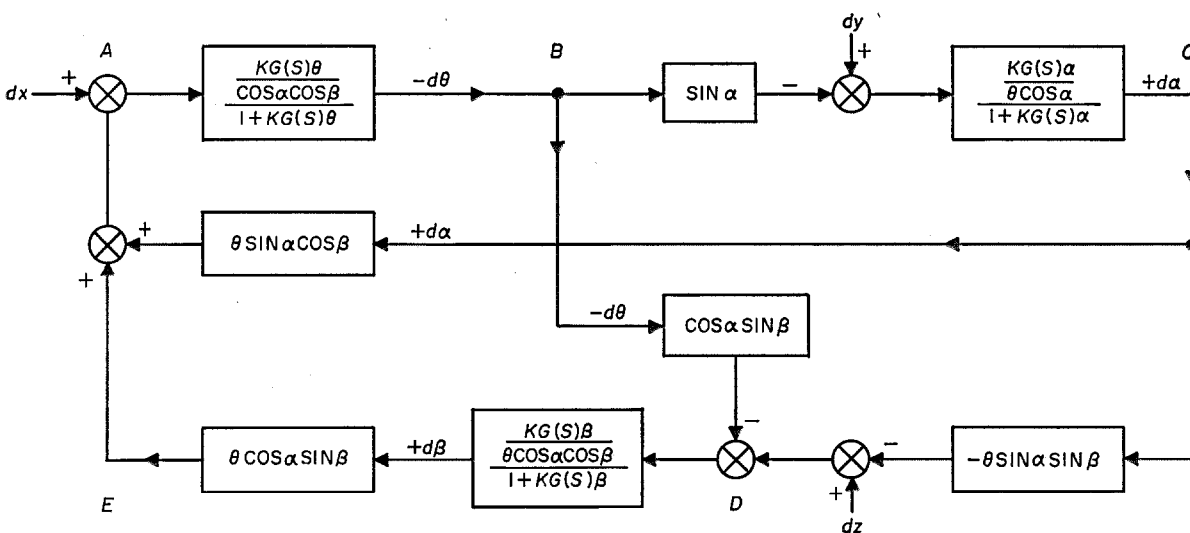 dy
A
B
C
KG(S)θ
COSαCOSβ
1+KG(S)θ
-dθ
SIN α
+
KG(S)α
θCOSα
1+KG(S)α
+dα
dx
+
−
+
θSINαCOSβ
+dα
+
-dθ
COSαSINβ
−
KG(S)β
θCOSαCOSβ
1+KG(S)β
+dβ
θCOSαSINβ
−
-θSINαSINβ
+
E
D
dz